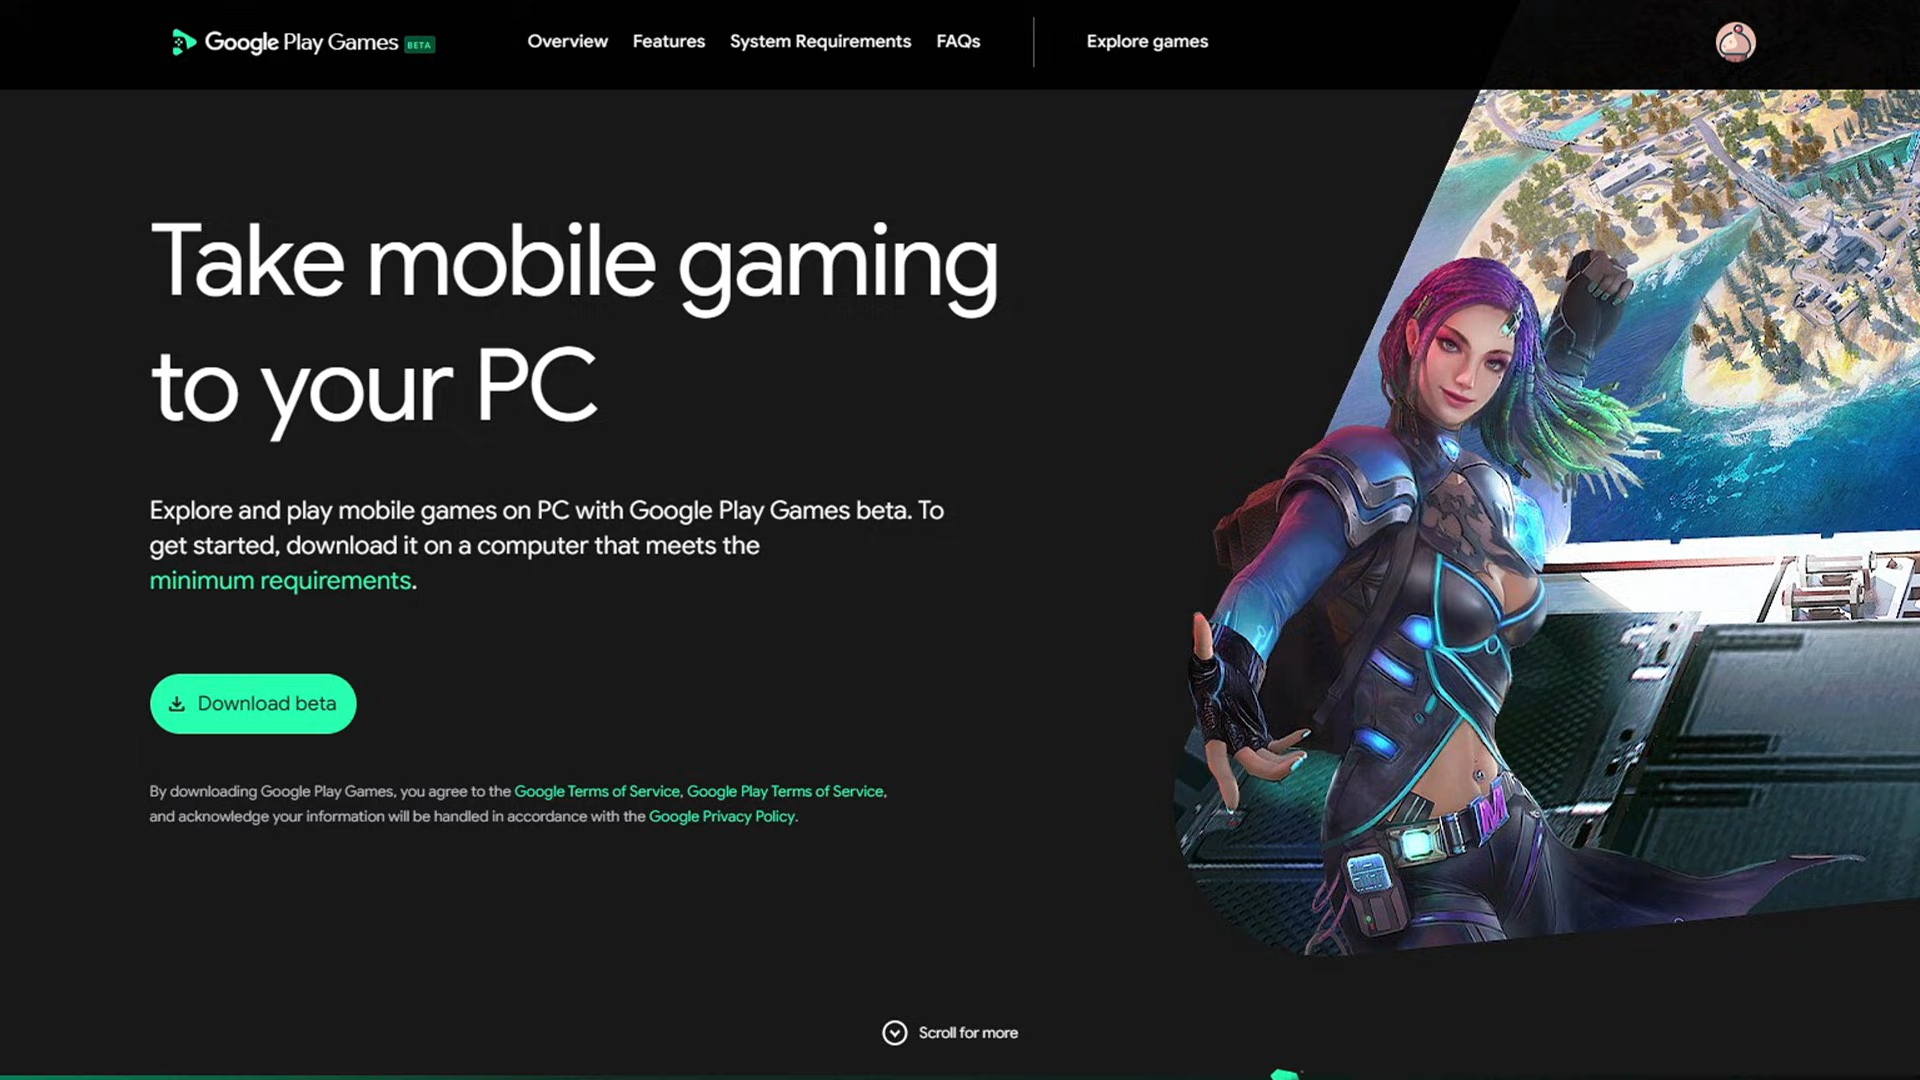 Google Play Games BETA
Overview
Features
System Requirements
FAQs
Explore games
Take mobile gaming
to your PC
Explore and play mobile games on PC with Google Play Games beta. To
get started, download it on a computer that meets the
minimum requirements.
Download beta
By downloading Google Play Games, you agree to the Google Terms of Service, Google Play Terms of Service,
and acknowledge your information will be handled in accordance with the Google Privacy Policy.
Scroll for more